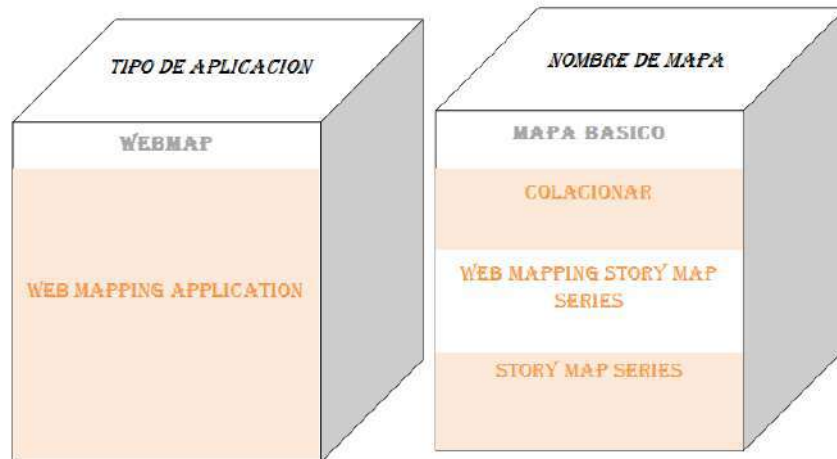 TIPO DE APLICACION
WEBMAP
WEB MAPPING APPLICATION
NOMBRE DE MAPA
MAPA BASICO
COLACIONAR
WEB MAPPING STORY MAP
SERIES
STORY MAP SERIES